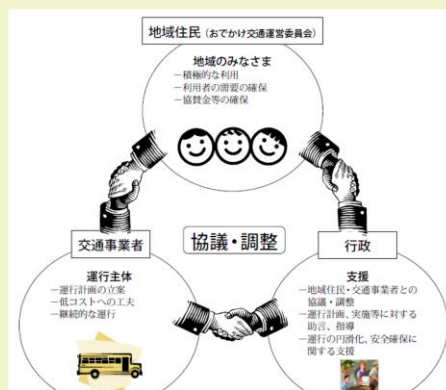 地域住民（おでかけ交通運営委員会）
地域のみなさま
－積極的な利用
－利用者の需要の確保
－協賛金等の確保
協議・調整
交通事業者
運行主体
－運行計画の立案
－低コストへの工夫
－継続的な運行
行政
支援
－地域住民・交通事業者との
協議・調整
－運行計画、実施等に対する
助言、指導
－運行の円滑化、安全確保に
関する支援